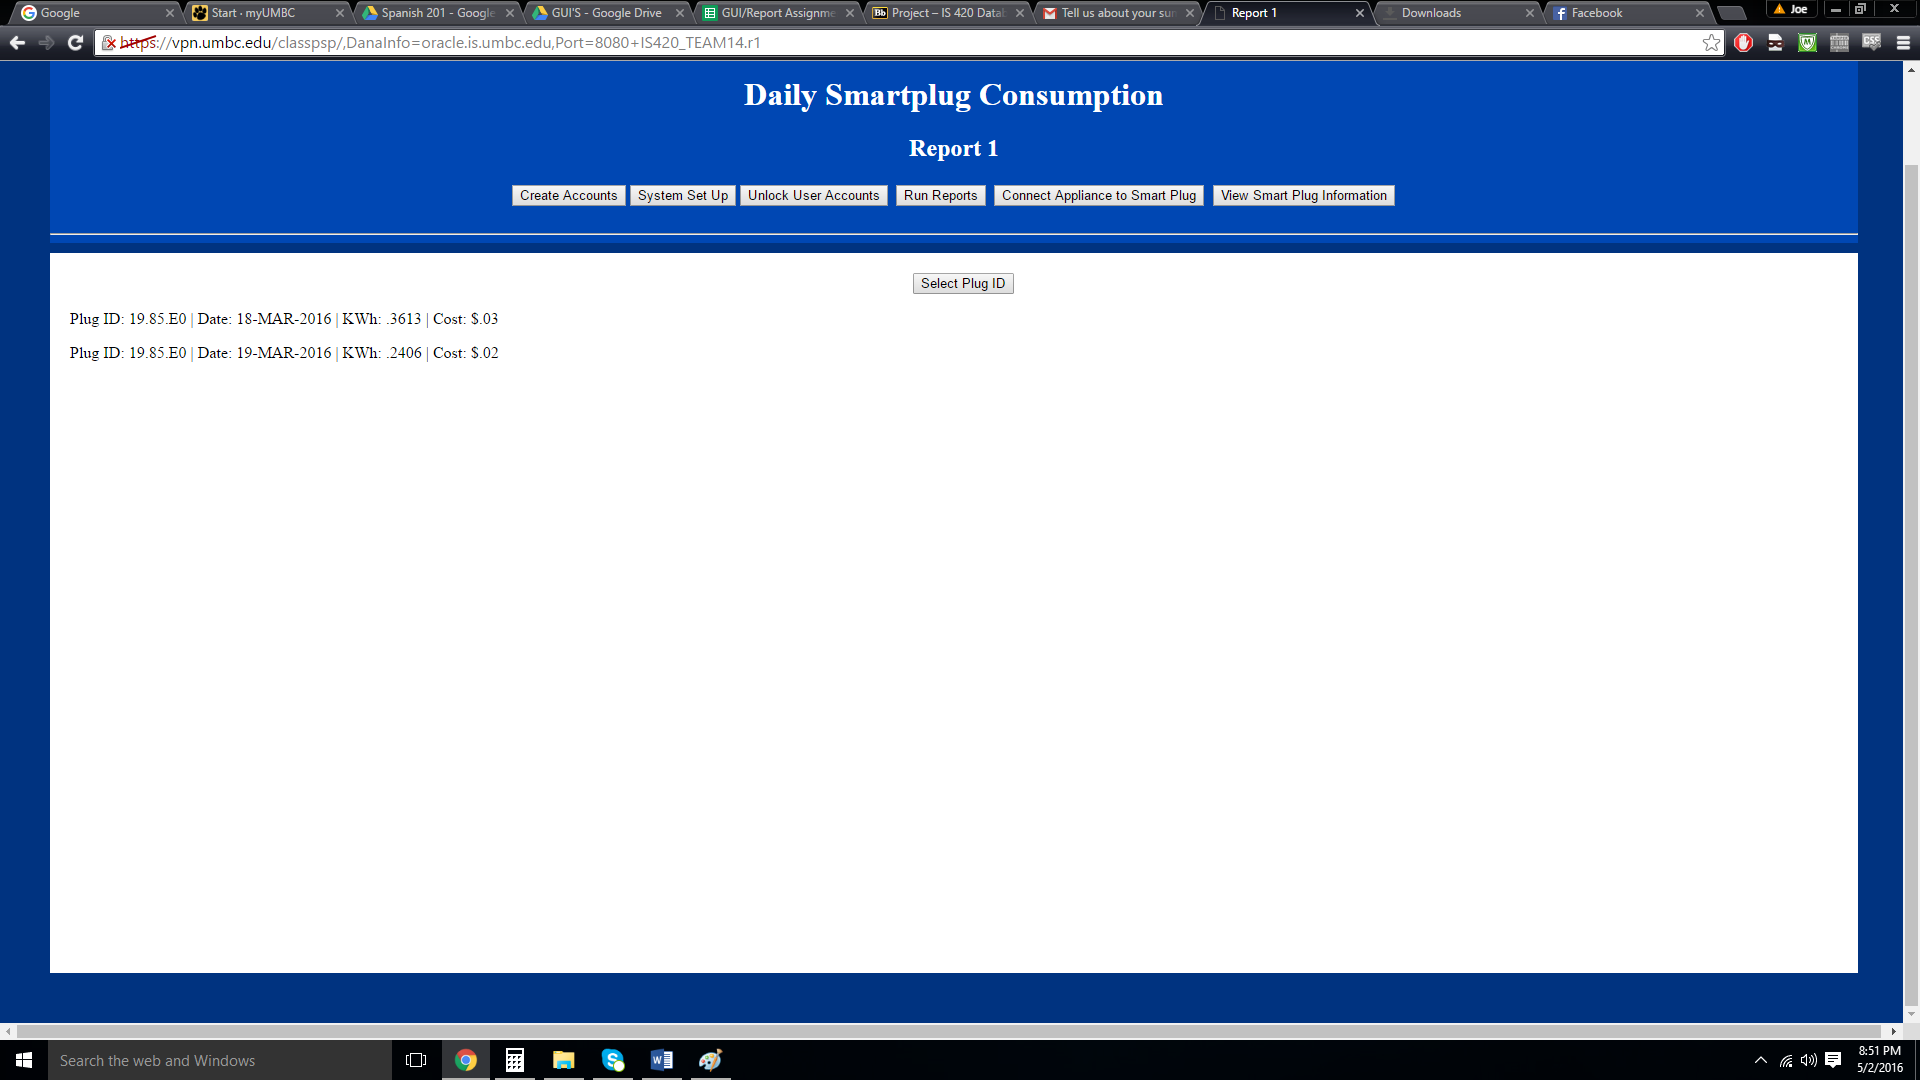 Google
Start · myUMBC
Spanish 201 - Google
GUI'S - Google Drive
GUI/Report Assignme
Bb Project – IS 420 Datab
Tell us about your sur
Report 1
Downloads
Facebook
Joe
https://vpn.umbc.edu/classpsp/,DanaInfo=oracle.is.umbc.edu,Port=8080+IS420_TEAM14.r1
Daily Smartplug Consumption
Report 1
Create Accounts System Set Up Unlock User Accounts Run Reports Connect Appliance to Smart Plug View Smart Plug Information
Select Plug ID
Plug ID: 19.85.E0 | Date: 18-MAR-2016 | KWh: .3613 | Cost: $.03
Plug ID: 19.85.E0 | Date: 19-MAR-2016 | KWh: .2406 | Cost: $.02
Search the web and Windows
8:51 PM
5/2/2016